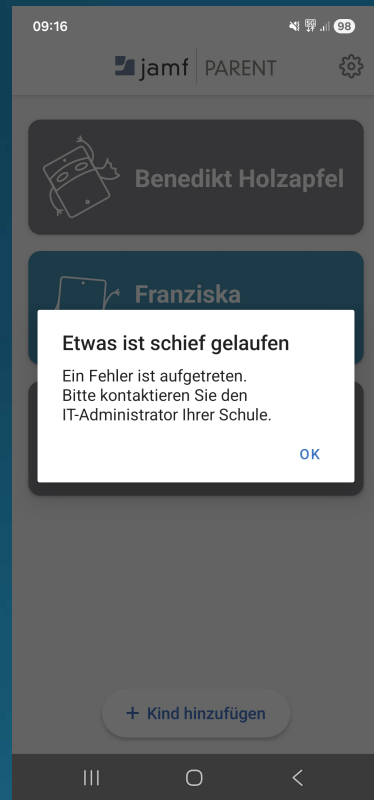 09:16
5G
98
jamf PARENT
Benedikt Holzapfel
Franziska
Etwas ist schief gelaufen
Ein Fehler ist aufgetreten.
Bitte kontaktieren Sie den
IT-Administrator Ihrer Schule.
OK
+ Kind hinzufügen